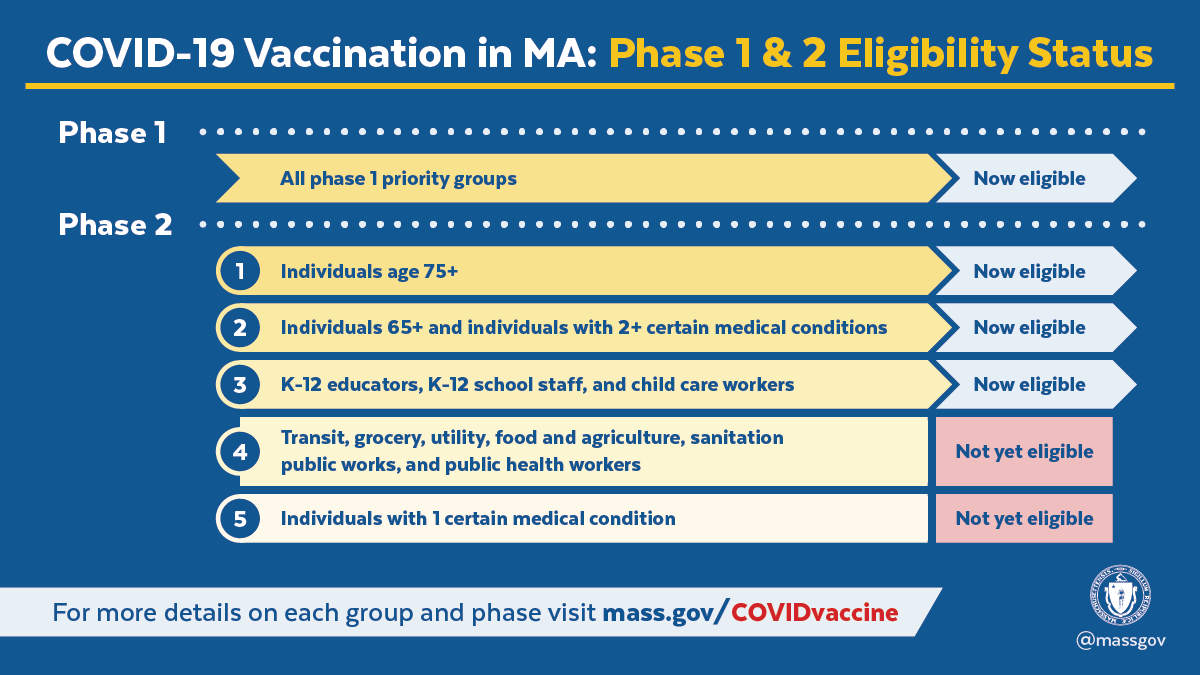 COVID-19 Vaccination in MA: Phase 1 & 2 Eligibility Status
Phase 1
All phase 1 priority groups
Now eligible
Phase 2
1
Individuals age 75+
Now eligible
2
Individuals 65+ and individuals with 2+ certain medical conditions
Now eligible
3
K-12 educators, K-12 school staff, and child care workers
Now eligible
4
Transit, grocery, utility, food and agriculture, sanitation
public works, and public health workers
Not yet eligible
5
Individuals with 1 certain medical condition
Not yet eligible
For more details on each group and phase visit mass.gov/COVIDvaccine
@massgov